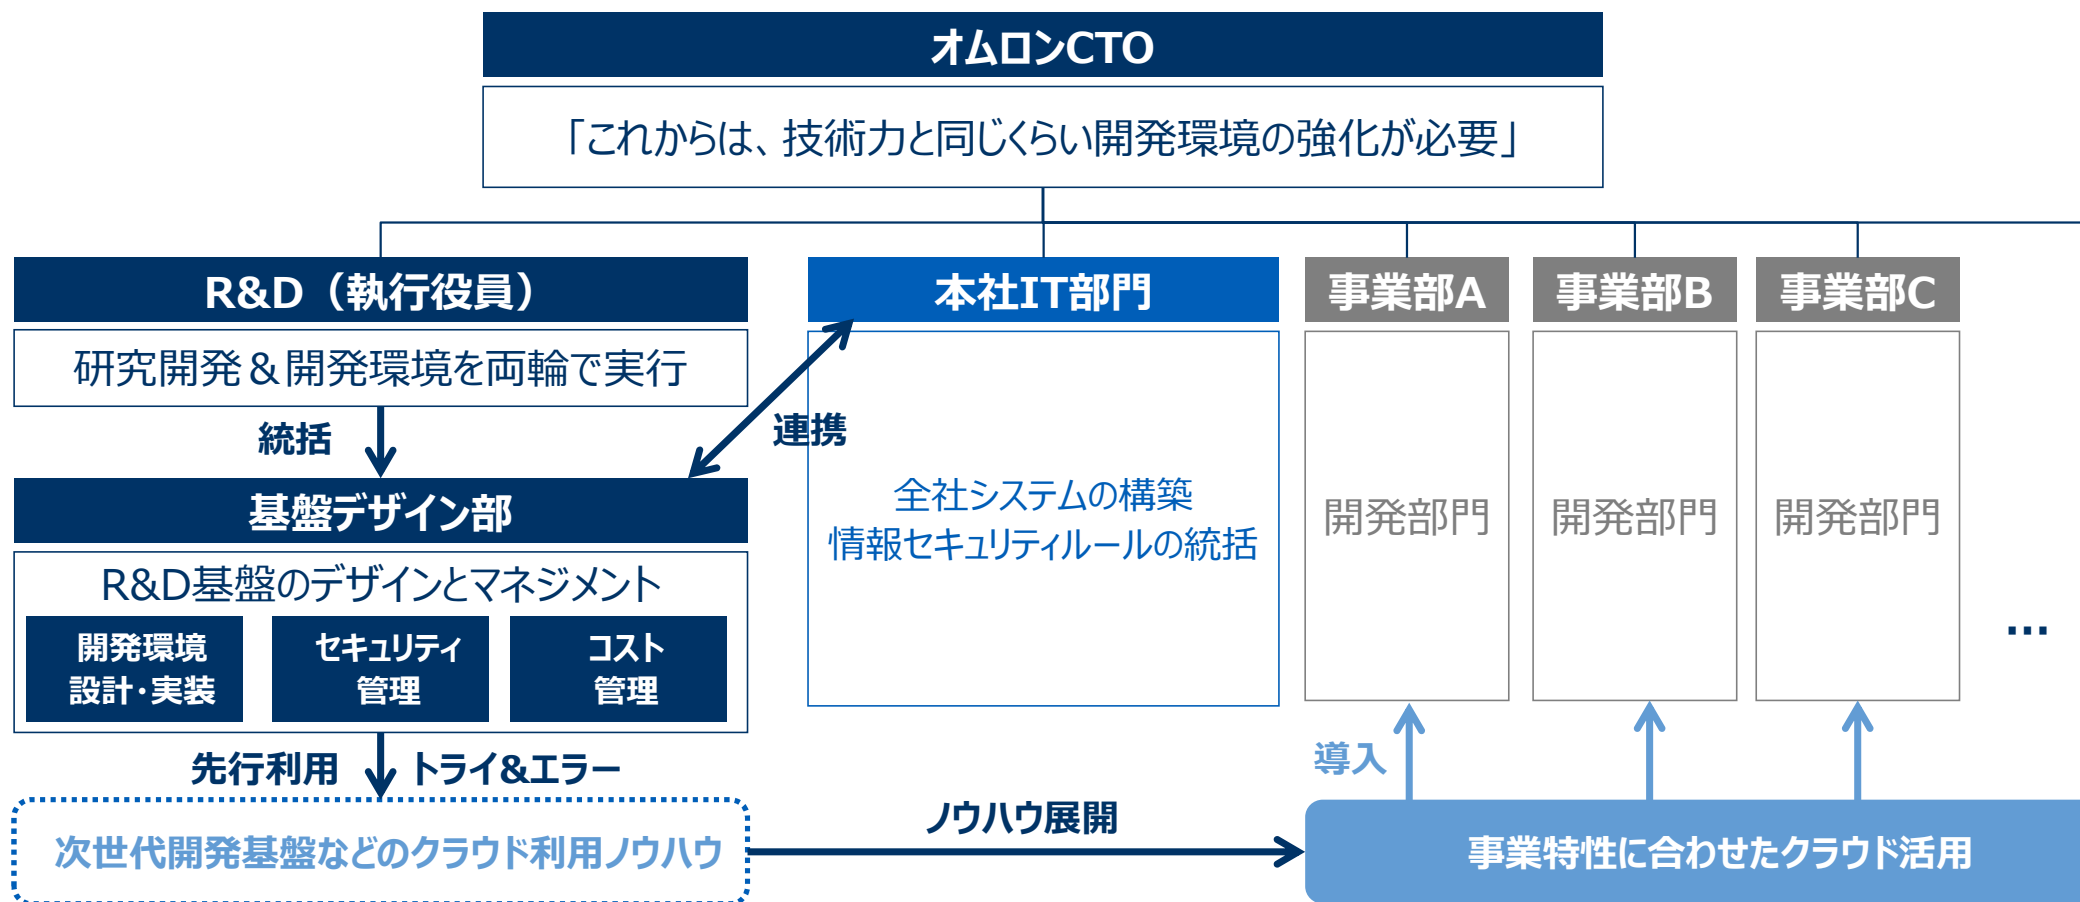 オムロンCTO
「これからは、技術力と同じくらい開発環境の強化が必要」
R&D（執行役員）
研究開発＆開発環境を両輪で実行
統括
基盤デザイン部
R&D基盤のデザインとマネジメント
開発環境
設計・実装
セキュリティ
管理
コスト
管理
先行利用
トライ&エラー
次世代開発基盤などのクラウド利用ノウハウ
連携
本社IT部門
全社システムの構築
情報セキュリティルールの統括
事業部A
開発部門
事業部B
開発部門
事業部C
開発部門
…
導入
ノウハウ展開
事業特性に合わせたクラウド活用